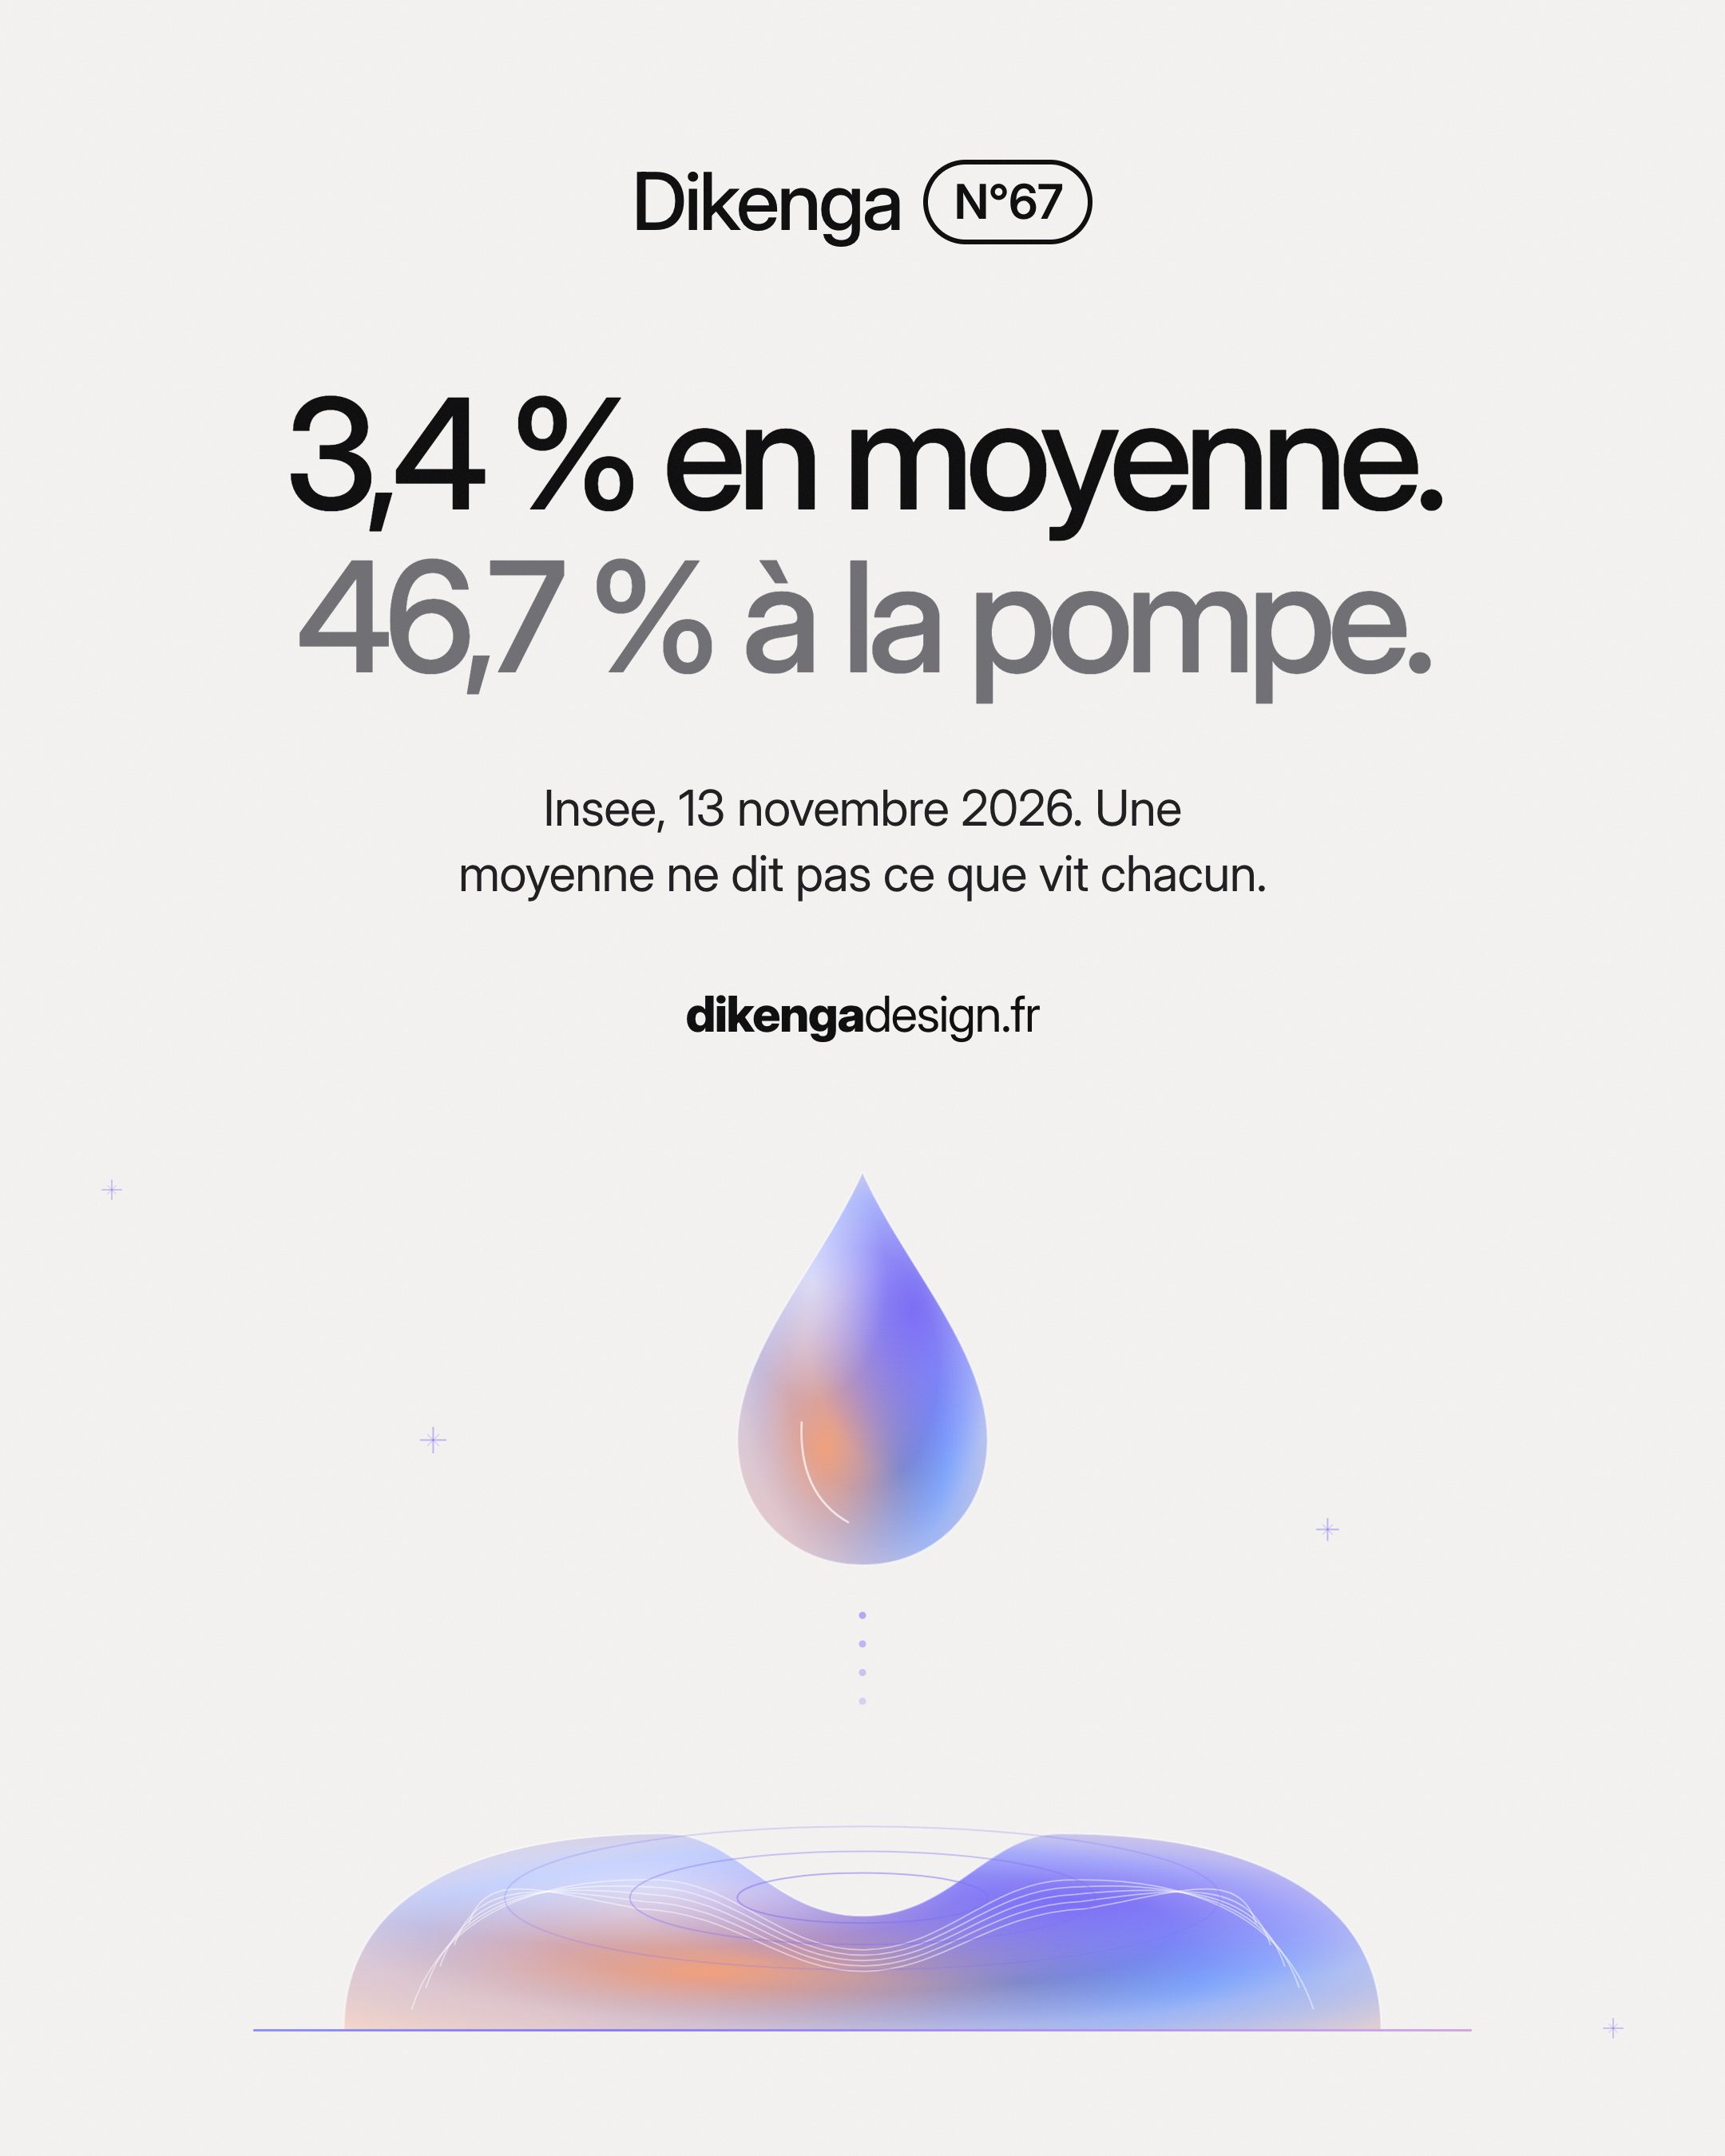 Dikenga N°67
3,4 % en moyenne.
46,7 % à la pompe.
Insee, 13 novembre 2026. Une
moyenne ne dit pas ce que vit chacun.
dikengadesign.fr